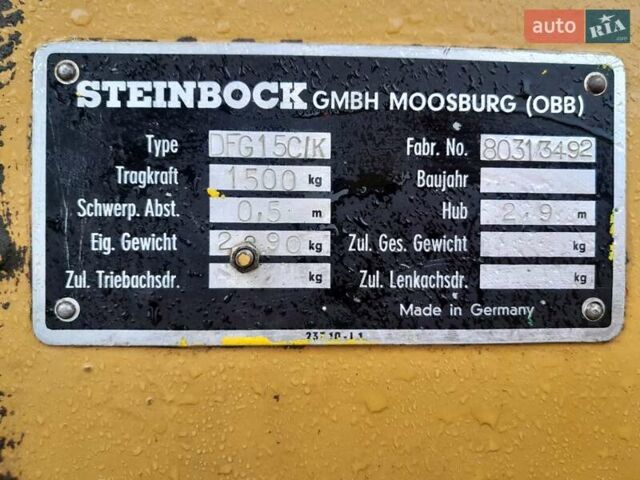 auto RIA.com
STEINBOCK GMBH MOOSBURG (OBB)
Type DFG15C/K Fabr. No. 8031/3492
Tragkraft 1500 kg Baujahr
Schwerp. Abst. 0,5 m Hub 2,9 m
Eig. Gewicht kg Zul. Ges. Gewicht kg
Zul. Triebachsdr. kg Zul. Lenkachsdr. kg
Made in Germany